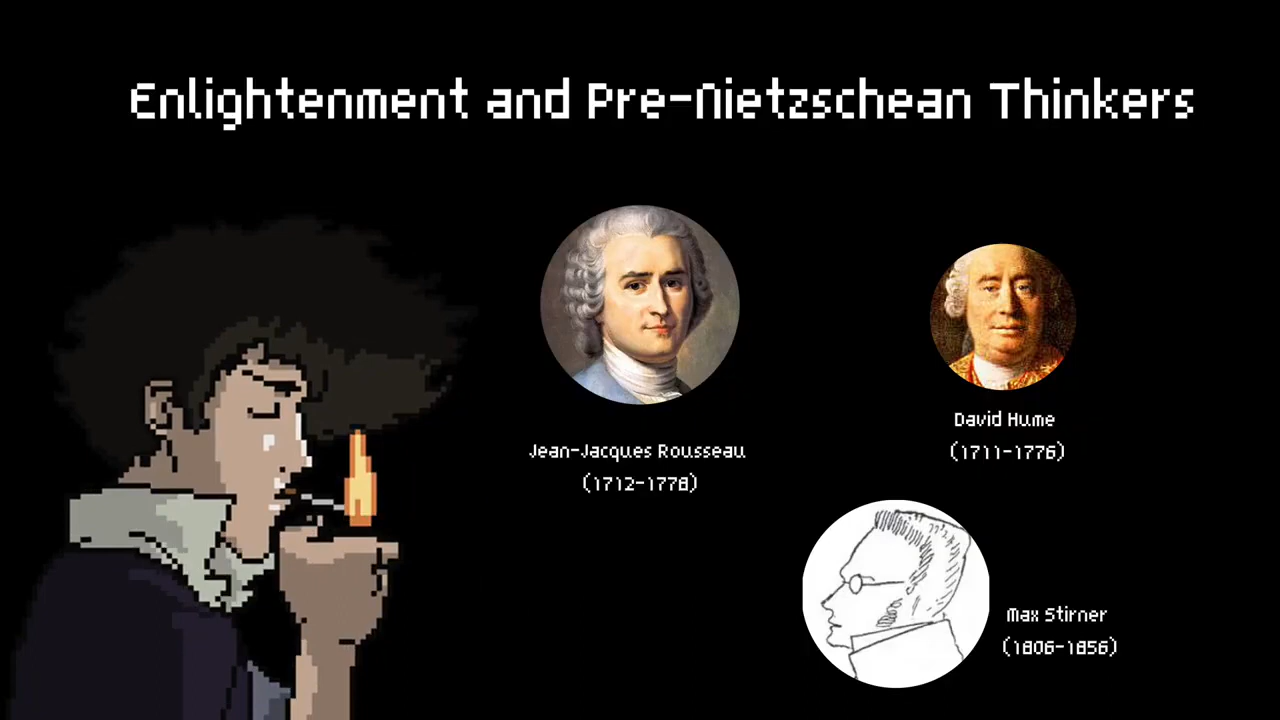 Enlightenment and Pre-Nietzschean Thinkers
Jean-Jacques Rousseau
(1712-1778)
David Hume
(1711-1776)
Max Stirner
(1806-1856)